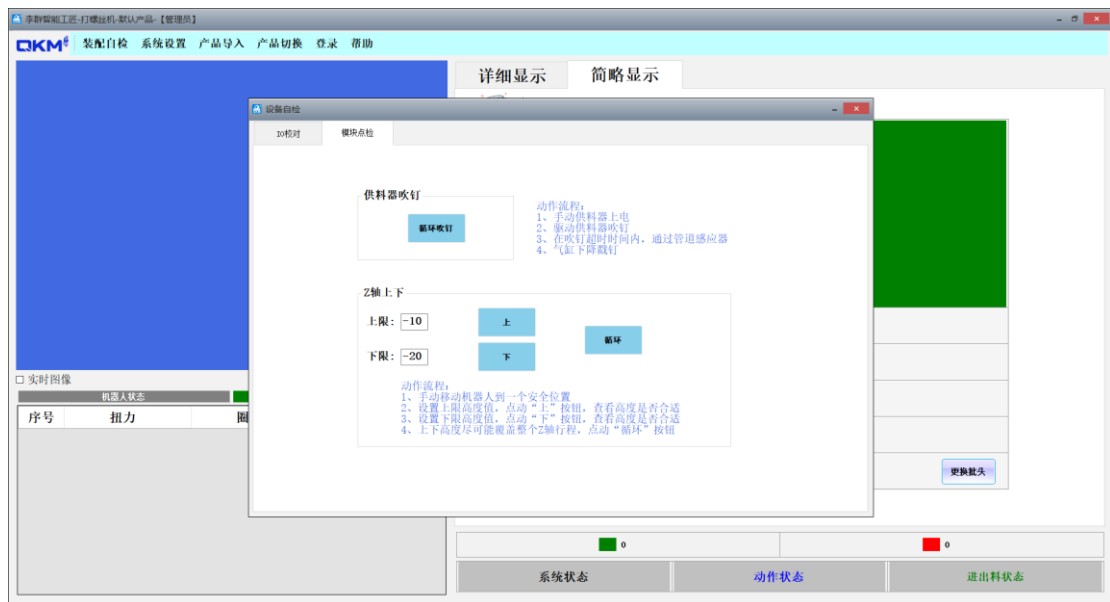 李群智能工匠-打螺丝机-默认产品-【管理员】
QKM 装配自检 系统设置 产品导入 产品切换 登录 帮助
详细显示 简略显示
设备自检
IO校对 模块点检
供料器吹钉
循环吹钉
动作流程：
1、手动供料器上电
2、驱动供料器吹钉
3、在吹钉超时时间内，通过管道感应器
4、气缸下降戳钉
Z轴上下
上限： -10 上
循环
下限： -20 下
动作流程：
1、手动移动机器人到一个安全位置
2、设置上限高度值，点动“上”按钮，查看高度是否合适
3、设置下限高度值，点动“下”按钮，查看高度是否合适
4、上下高度尽可能覆盖整个Z轴行程，点动“循环”按钮
实时图像
机器人状态
序号 扭力 圈
更换批头
0 0
系统状态 动作状态 进出料状态